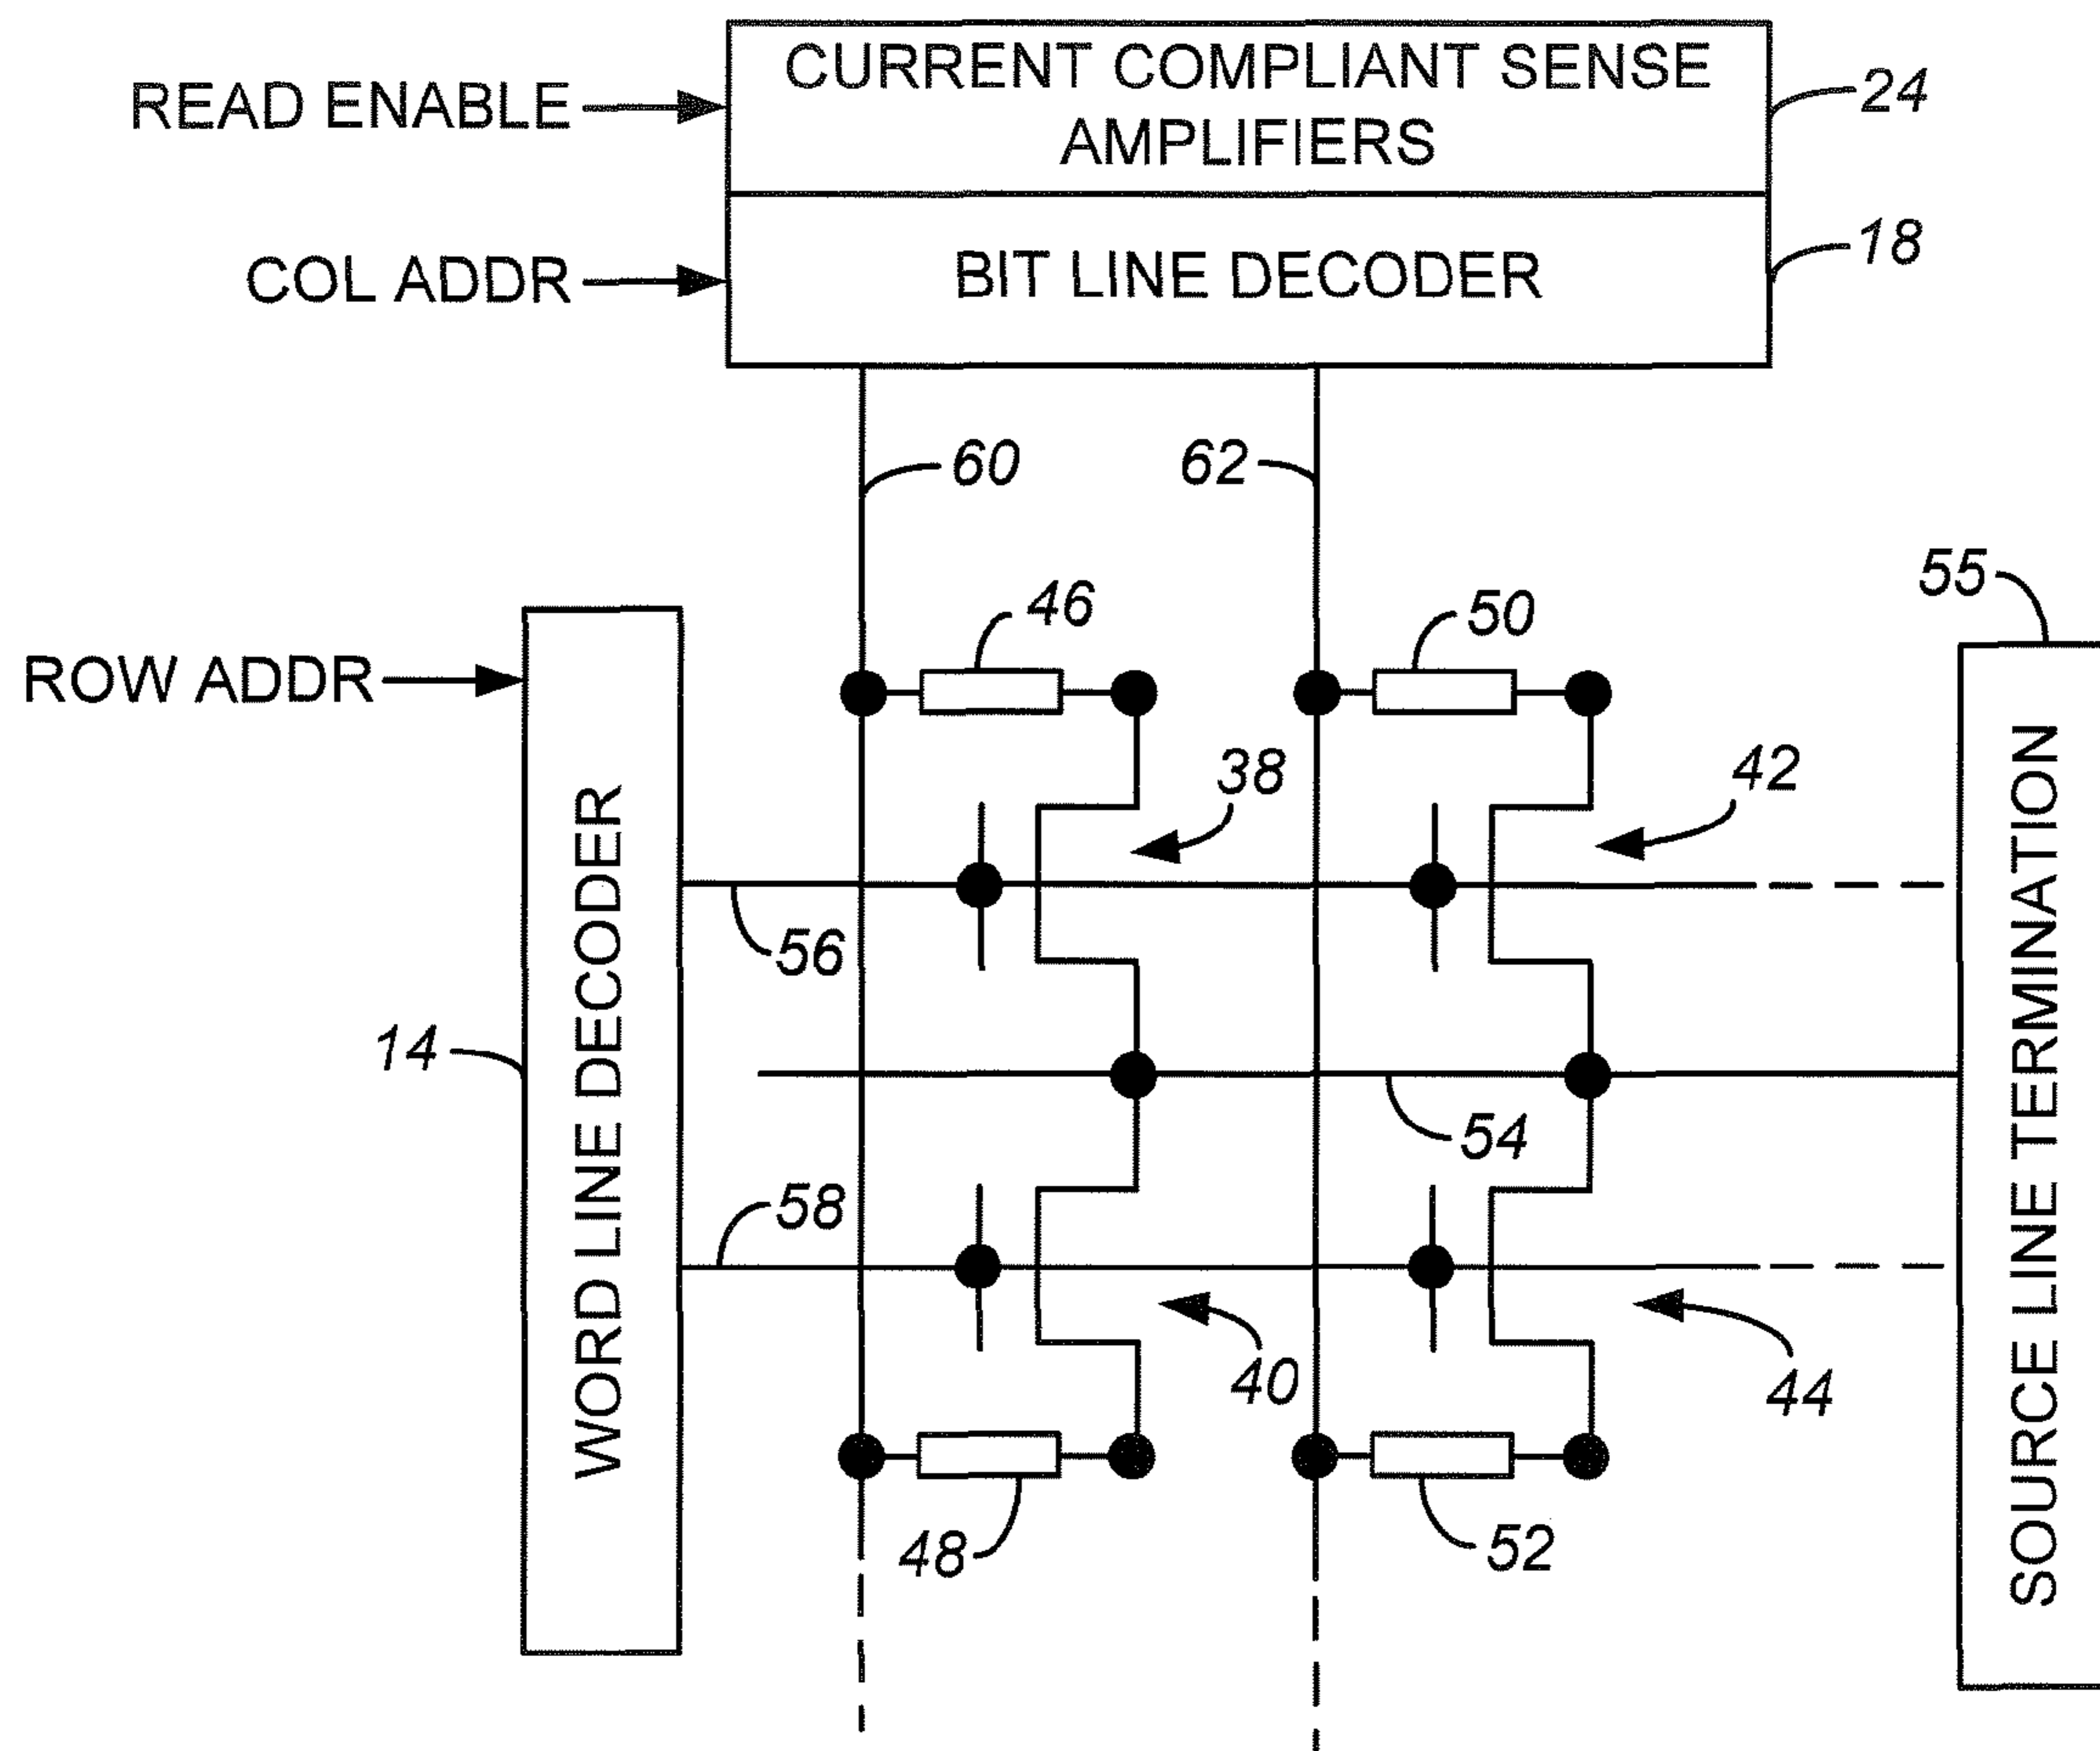 CURRENT COMPLIANT SENSE
AMPLIFIERS
READ ENABLE
24
COL ADDR
BIT LINE DECODER
18
60
62
55
46
50
ROW ADDR
38
42
WORD LINE DECODER
SOURCE LINE TERMINATION
56
14
54
58
40
44
48
52